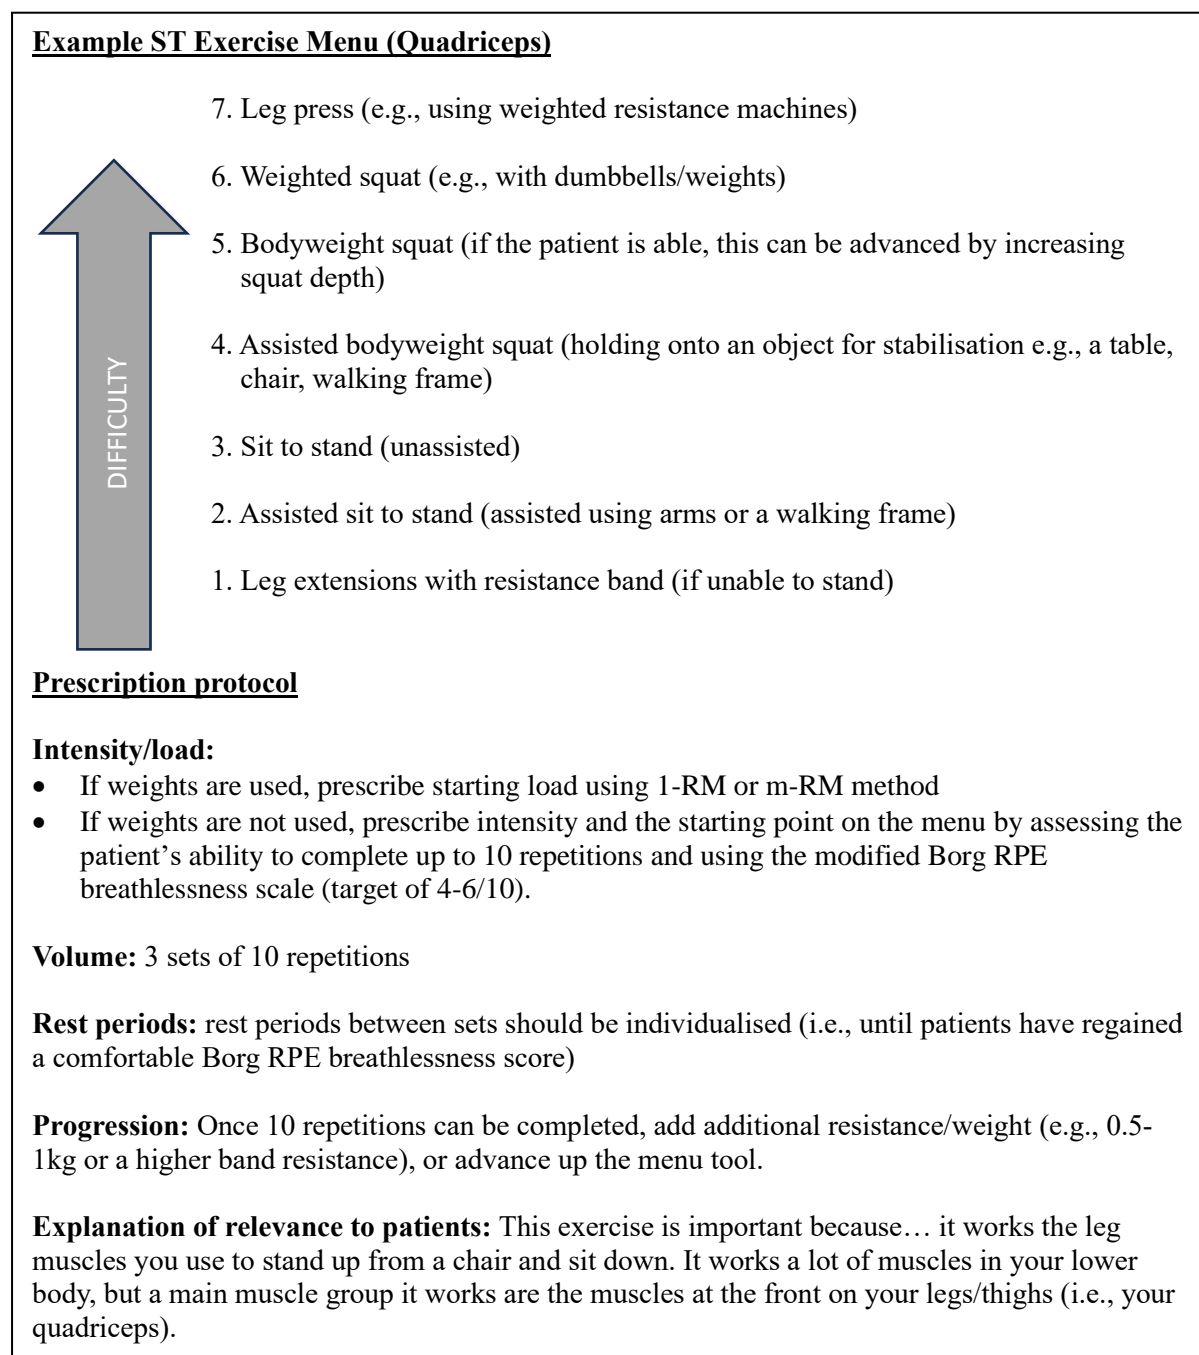 Example ST Exercise Menu (Quadriceps)
7. Leg press (e.g., using weighted resistance machines)
6. Weighted squat (e.g., with dumbbells/weights)
5. Bodyweight squat (if the patient is able, this can be advanced by increasing
squat depth)
4. Assisted bodyweight squat (holding onto an object for stabilisation e.g., a table,
chair, walking frame)
DIFFICULTY
3. Sit to stand (unassisted)
2. Assisted sit to stand (assisted using arms or a walking frame)
1. Leg extensions with resistance band (if unable to stand)
Prescription protocol
Intensity/load:
• If weights are used, prescribe starting load using 1-RM or m-RM method
• If weights are not used, prescribe intensity and the starting point on the menu by assessing the
patient's ability to complete up to 10 repetitions and using the modified Borg RPE
breathlessness scale (target of 4-6/10).
Volume: 3 sets of 10 repetitions
Rest periods: rest periods between sets should be individualised (i.e., until patients have regained
a comfortable Borg RPE breathlessness score)
Progression: Once 10 repetitions can be completed, add additional resistance/weight (e.g., 0.5-
1kg or a higher band resistance), or advance up the menu tool.
Explanation of relevance to patients: This exercise is important because… it works the leg
muscles you use to stand up from a chair and sit down. It works a lot of muscles in your lower
body, but a main muscle group it works are the muscles at the front on your legs/thighs (i.e., your
quadriceps).